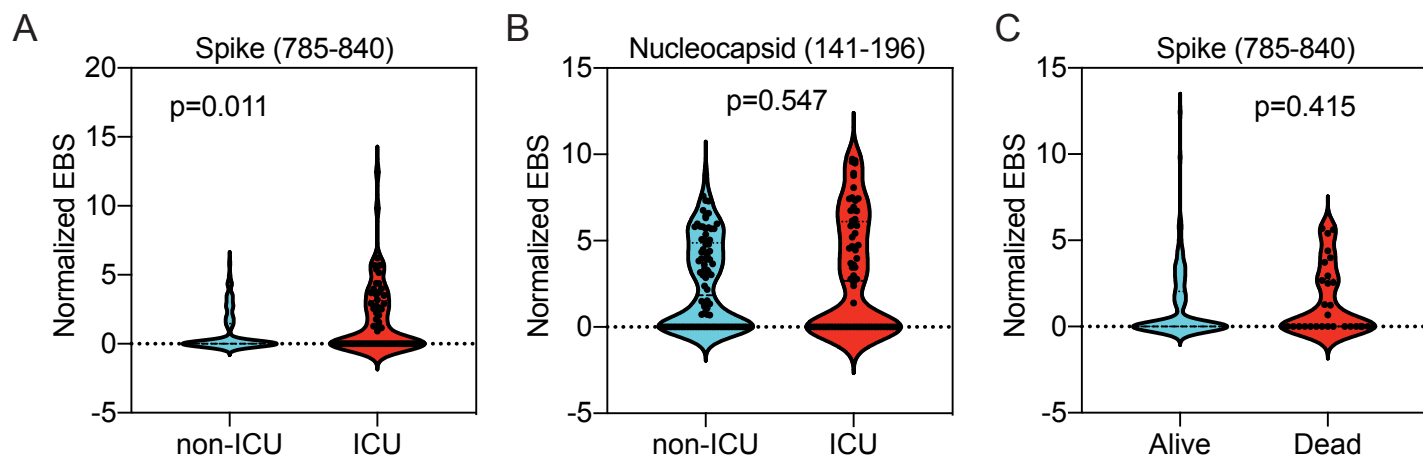 A
Spike (785-840)
p=0.011
Normalized EBS
20
15
10
5
0
-5
non-ICU
ICU
B
Nucleocapsid (141-196)
p=0.547
Normalized EBS
15
10
5
0
-5
non-ICU
ICU
C
Spike (785-840)
p=0.415
Normalized EBS
15
10
5
0
-5
Alive
Dead